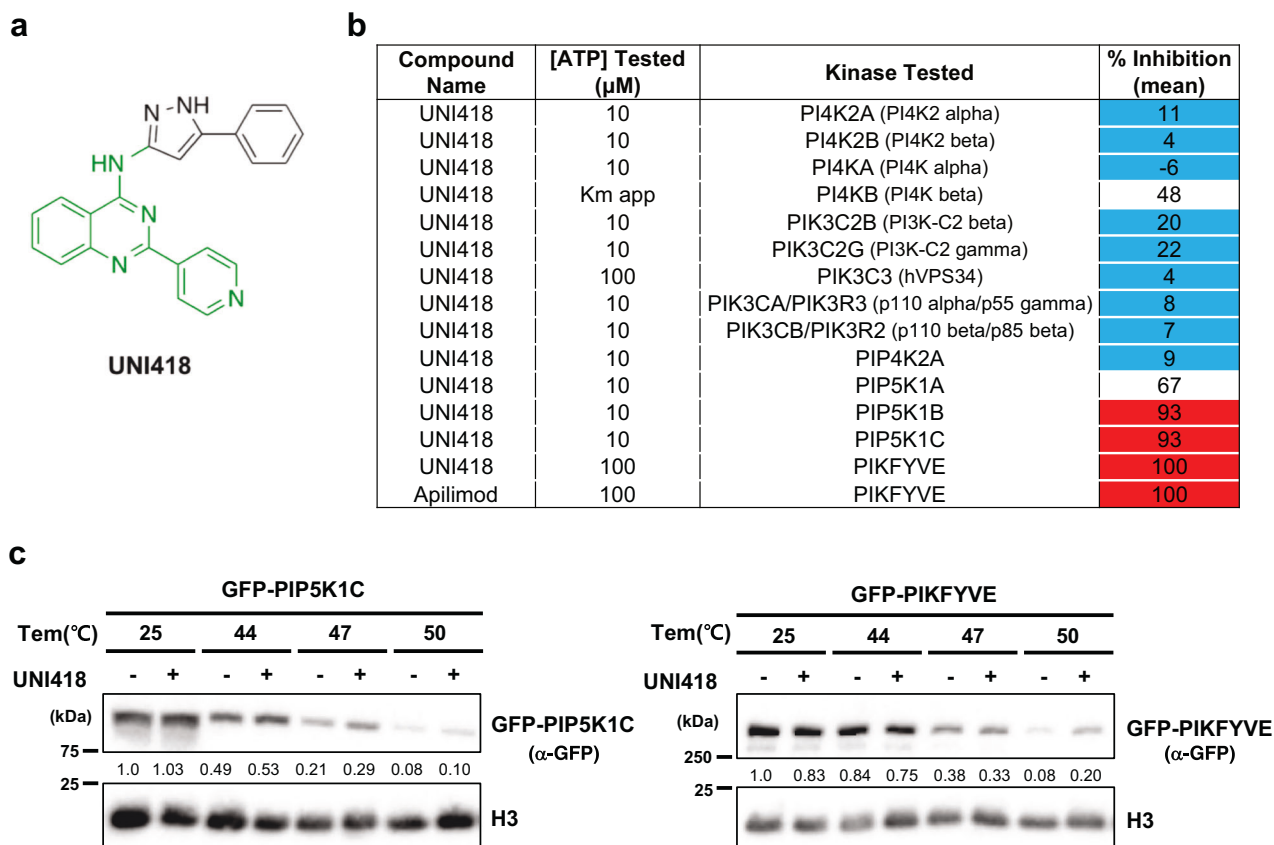 a
N NH
HN
N
N
N
UNI418
b
Compound Name [ATP] Tested (µM) Kinase Tested % Inhibition (mean)
UNI418 10 PI4K2A (PI4K2 alpha) 11
UNI418 10 PI4K2B (PI4K2 beta) 4
UNI418 10 PI4KA (PI4K alpha) -6
UNI418 Km app PI4KB (PI4K beta) 48
UNI418 10 PIK3C2B (PI3K-C2 beta) 20
UNI418 10 PIK3C2G (PI3K-C2 gamma) 22
UNI418 100 PIK3C3 (hVPS34) 4
UNI418 10 PIK3CA/PIK3R3 (p110 alpha/p55 gamma) 8
UNI418 10 PIK3CB/PIK3R2 (p110 beta/p85 beta) 7
UNI418 10 PIP4K2A 9
UNI418 10 PIP5K1A 67
UNI418 10 PIP5K1B 93
UNI418 10 PIP5K1C 93
UNI418 100 PIKFYVE 100
Apilimod 100 PIKFYVE 100
c
GFP-PIP5K1C
Tem(℃) 25 44 47 50
UNI418 - + - + - + - +
(kDa)
GFP-PIP5K1C
(α-GFP)
75
1.0 1.03 0.49 0.53 0.21 0.29 0.08 0.10
25
H3
GFP-PIKFYVE
Tem(℃) 25 44 47 50
UNI418 - + - + - + - +
(kDa)
GFP-PIKFYVE
(α-GFP)
250
1.0 0.83 0.84 0.75 0.38 0.33 0.08 0.20
25
H3